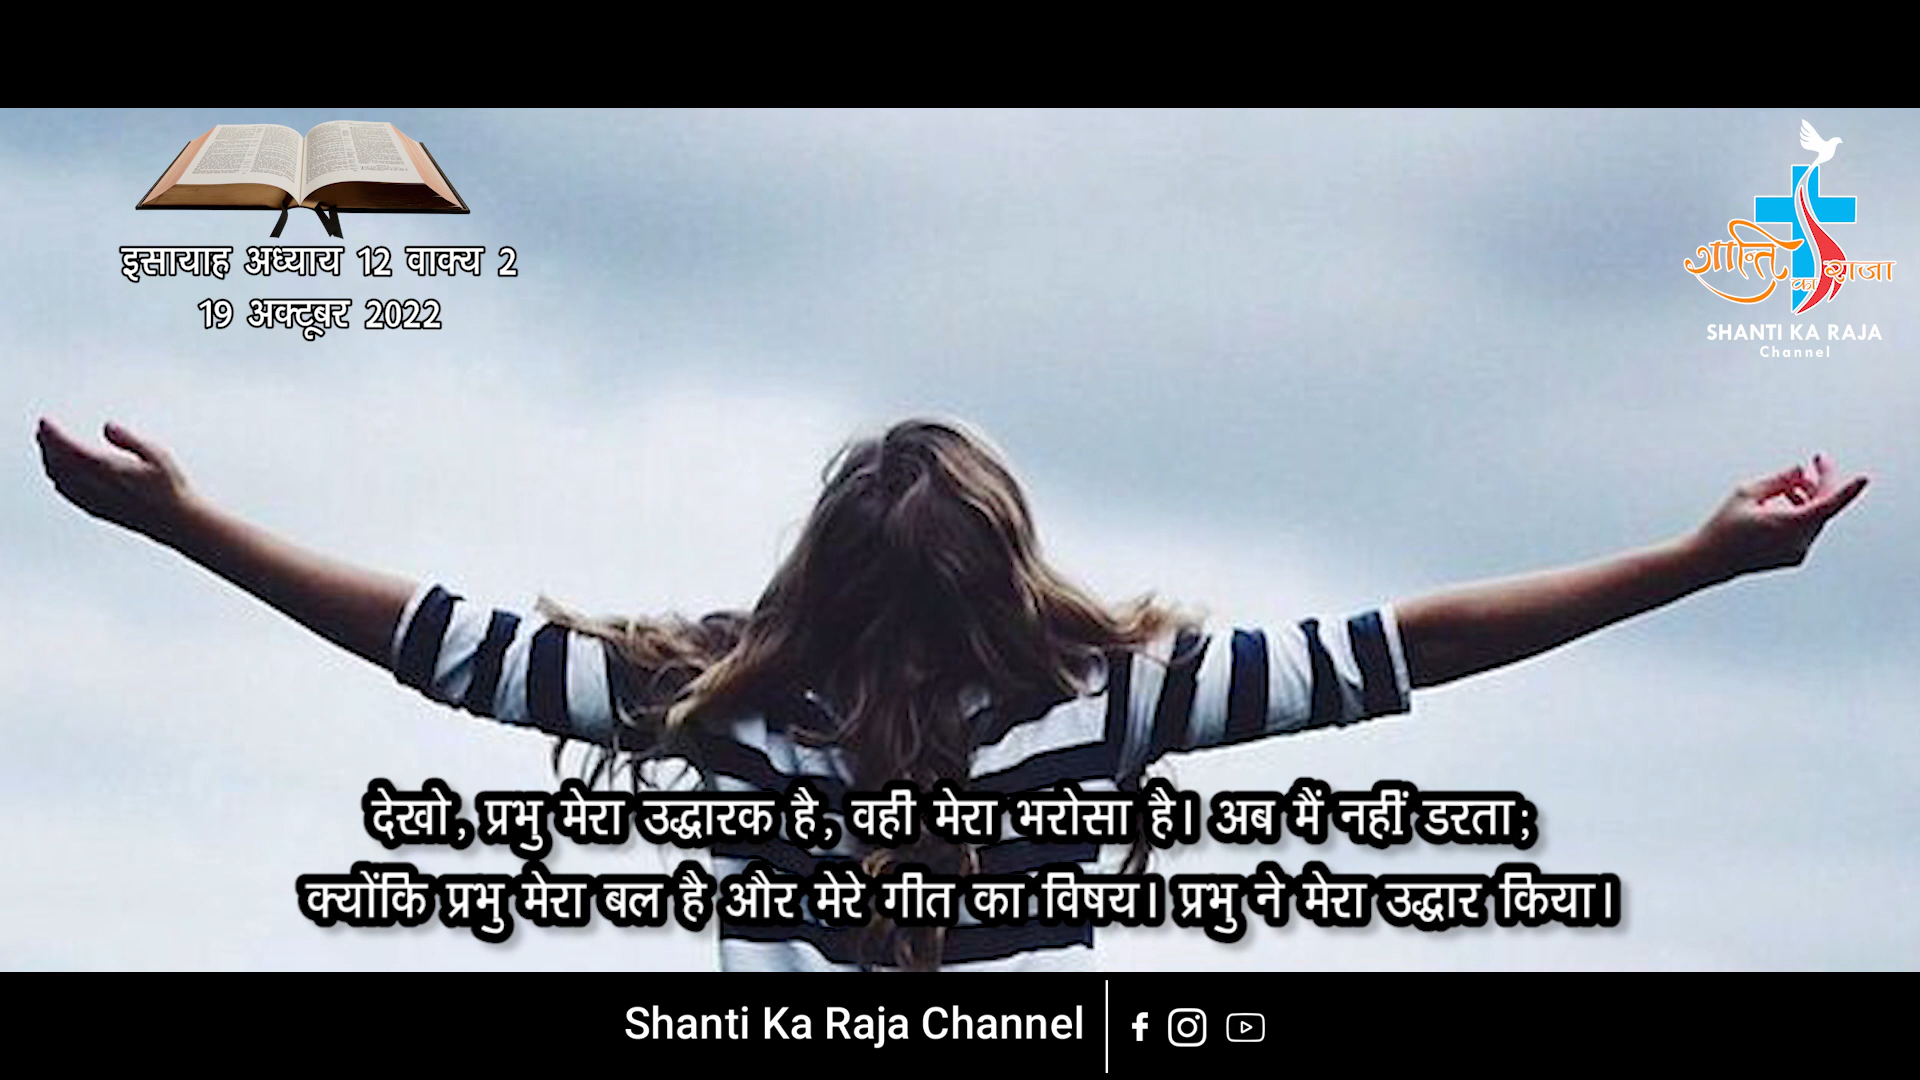 इसायाह अध्याय 12 वाक्य 2
19 अक्टूबर 2022
शान्ति का राजा
SHANTI KA RAJA
Channel
देखो, प्रभु मेरा उद्धारक है, वही मेरा भरोसा है। अब मैं नहीं डरता;
क्योंकि प्रभु मेरा बल है और मेरे गीत का विषय। प्रभु ने मेरा उद्धार किया।
Shanti Ka Raja Channel